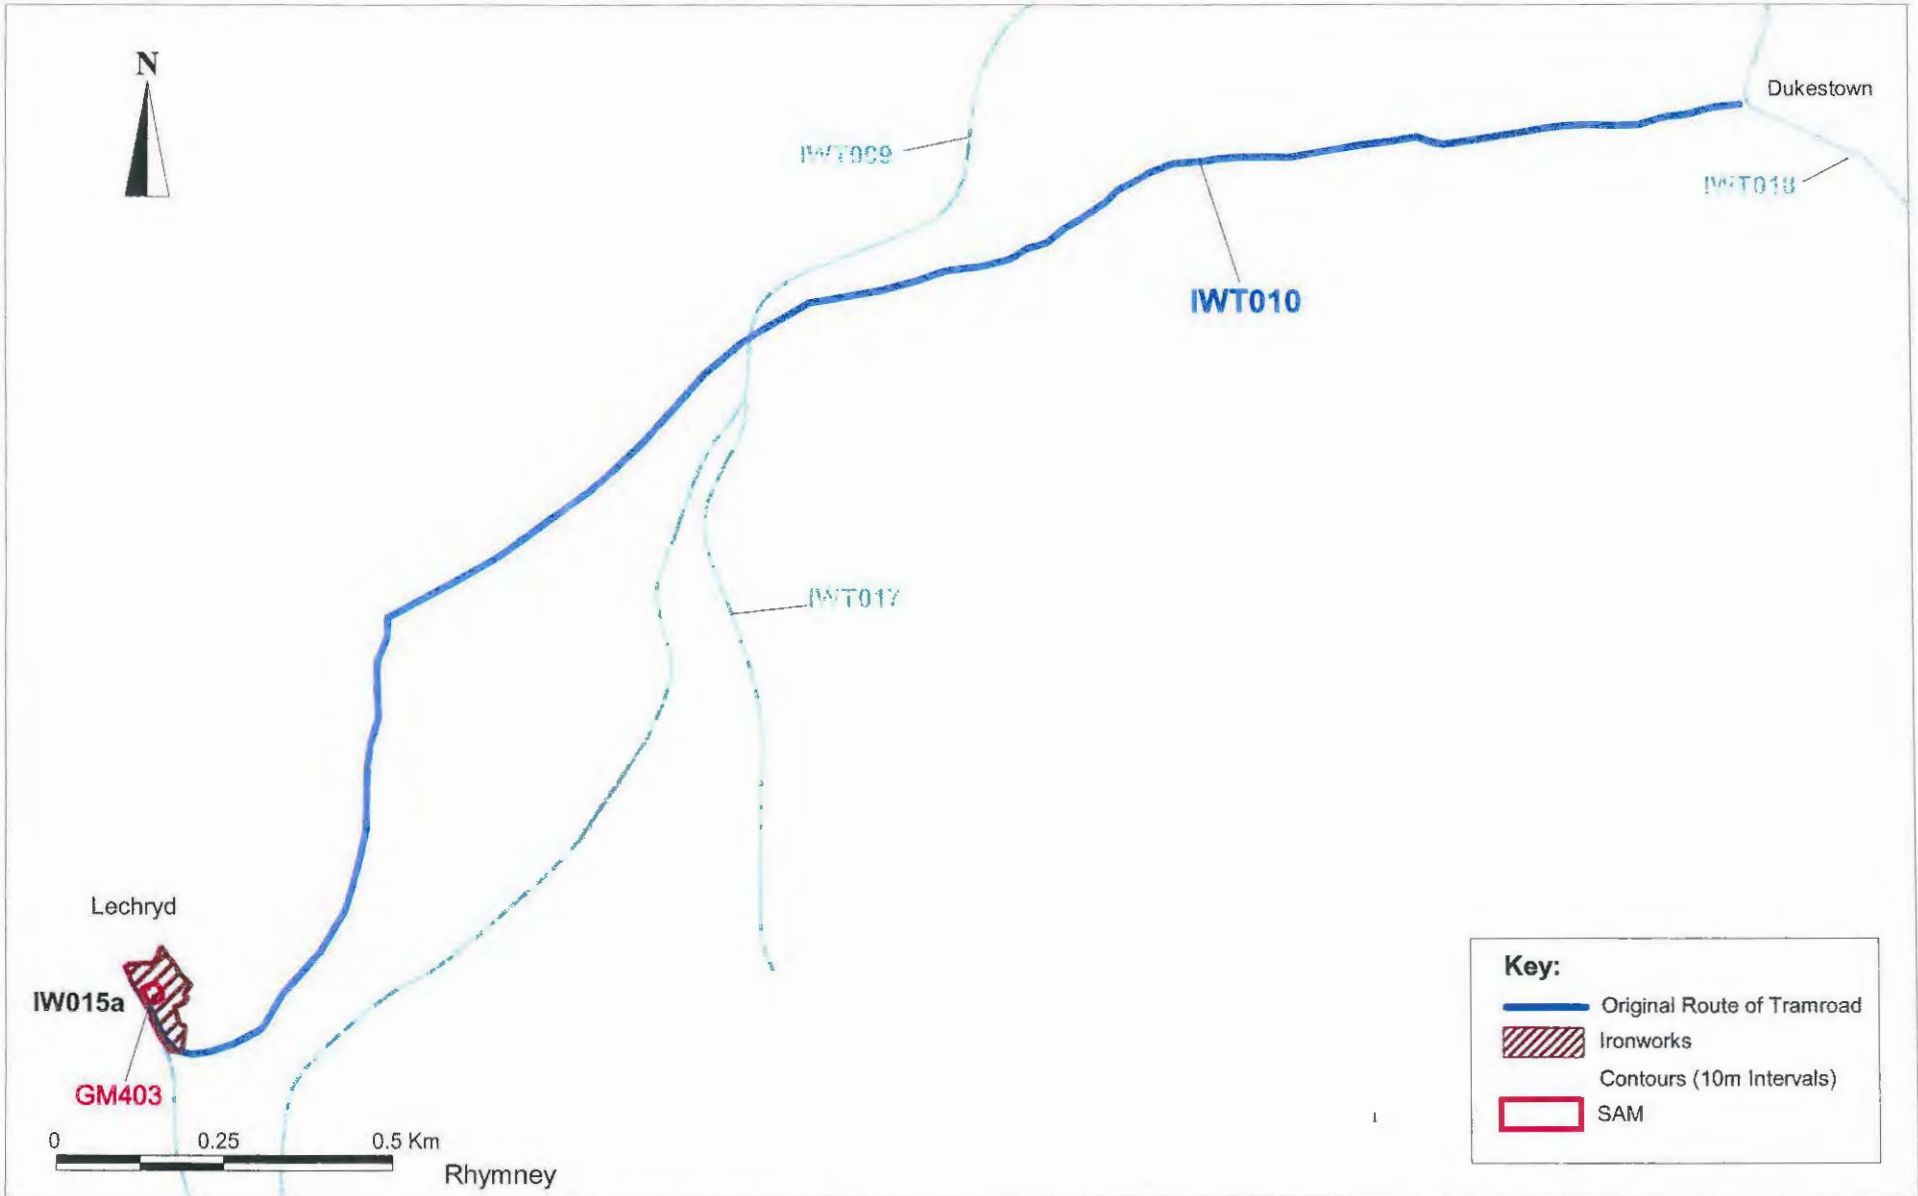 N
Dukestown
IWT009
IWT018
IWT010
IWT017
Lechryd
IW015a
GM403
0 0.25 0.5 Km
Rhymney
Key:
Original Route of Tramroad
Ironworks
Contours (10m Intervals)
SAM